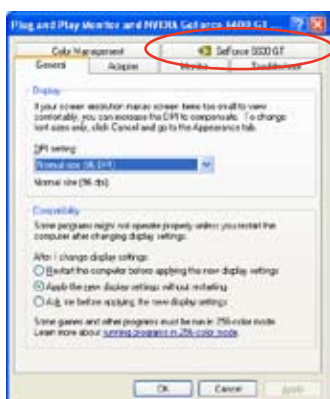 Plug and Play Monitor and NVIDIA GeForce 6600 GT ...
Color Management
GeForce 6600 GT
General
Adapter
Monitor
Troubleshoot
Display
If your screen resolution makes screen items too small to view
comfortably, you can increase the DPI to compensate. To change
font sizes only, click Cancel and go to the Appearance tab.
DPI setting:
Normal size (96 DPI)
Normal size (96 dpi)
Compatibility
Some programs might not operate properly unless you restart the
computer after changing display settings.
After I change display settings:
Restart the computer before applying the new display settings
Apply the new display settings without restarting
Ask me before applying the new display settings
Some games and other programs must be run in 256-color mode.
Learn more about running programs in 256-color mode.
OK
Cancel
Apply